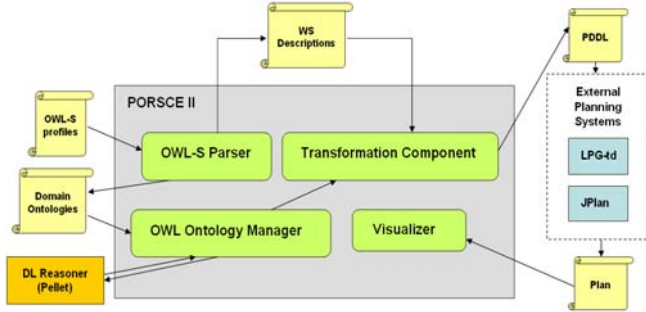 WS
Descriptions
PDDL
PORSCE II
OWL-S
profiles
OWL-S Parser
Transformation Component
External
Planning
Systems
LPG-td
JPlan
Domain
Ontologies
OWL Ontology Manager
Visualizer
DL Reasoner
(Pellet)
Plan